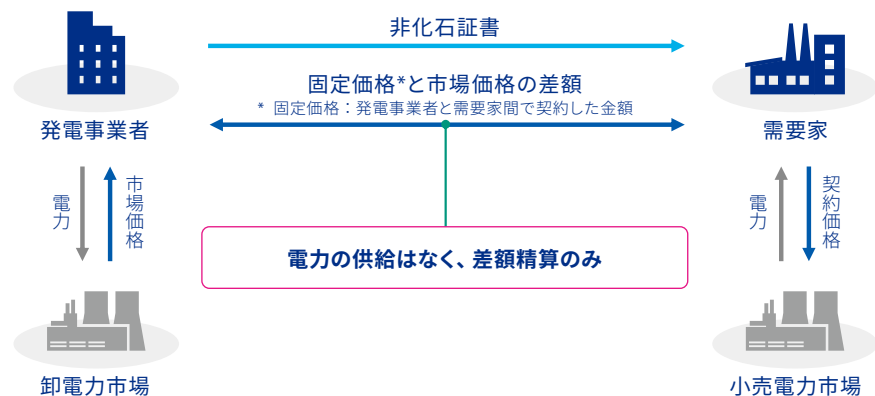 非化石証書
固定価格*と市場価格の差額
* 固定価格：発電事業者と需要家間で契約した金額
発電事業者
需要家
電力
市場価格
電力
契約価格
電力の供給はなく、差額精算のみ
卸電力市場
小売電力市場